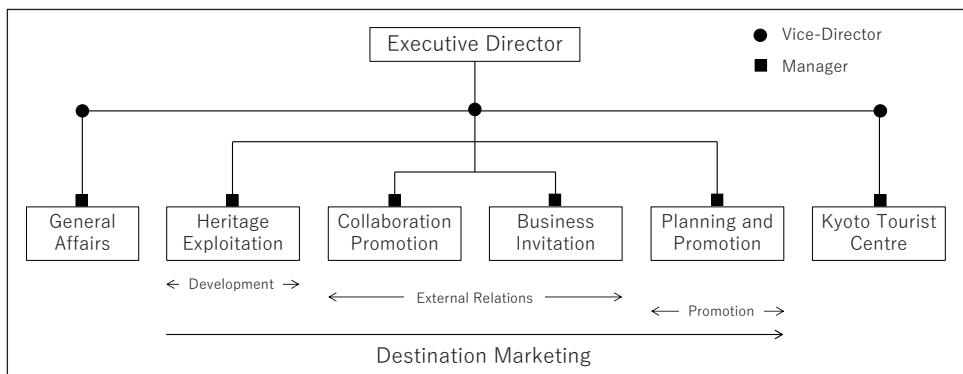 Executive Director
Vice-Director
Manager
General
Affairs
Heritage
Exploitation
Collaboration
Promotion
Business
Invitation
Planning and
Promotion
Kyoto Tourist
Centre
Development
External Relations
Promotion
Destination Marketing